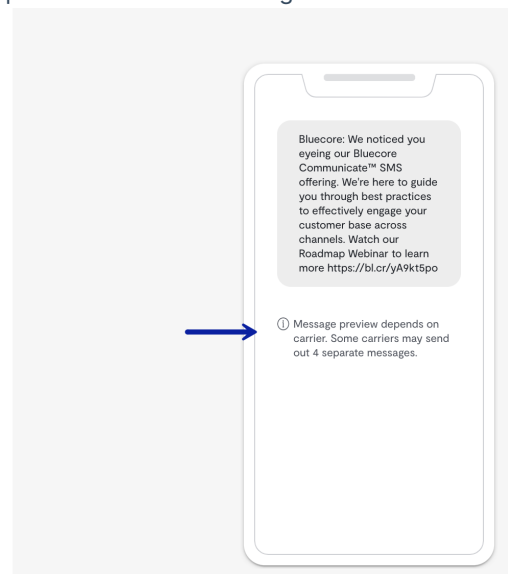 Bluecore: We noticed you
eyeing our Bluecore
Communicate™ SMS
offering. We're here to guide
you through best practices
to effectively engage your
customer base across
channels. Watch our
Roadmap Webinar to learn
more https://bl.cr/yA9kt5po
Message preview depends on
carrier. Some carriers may send
out 4 separate messages.